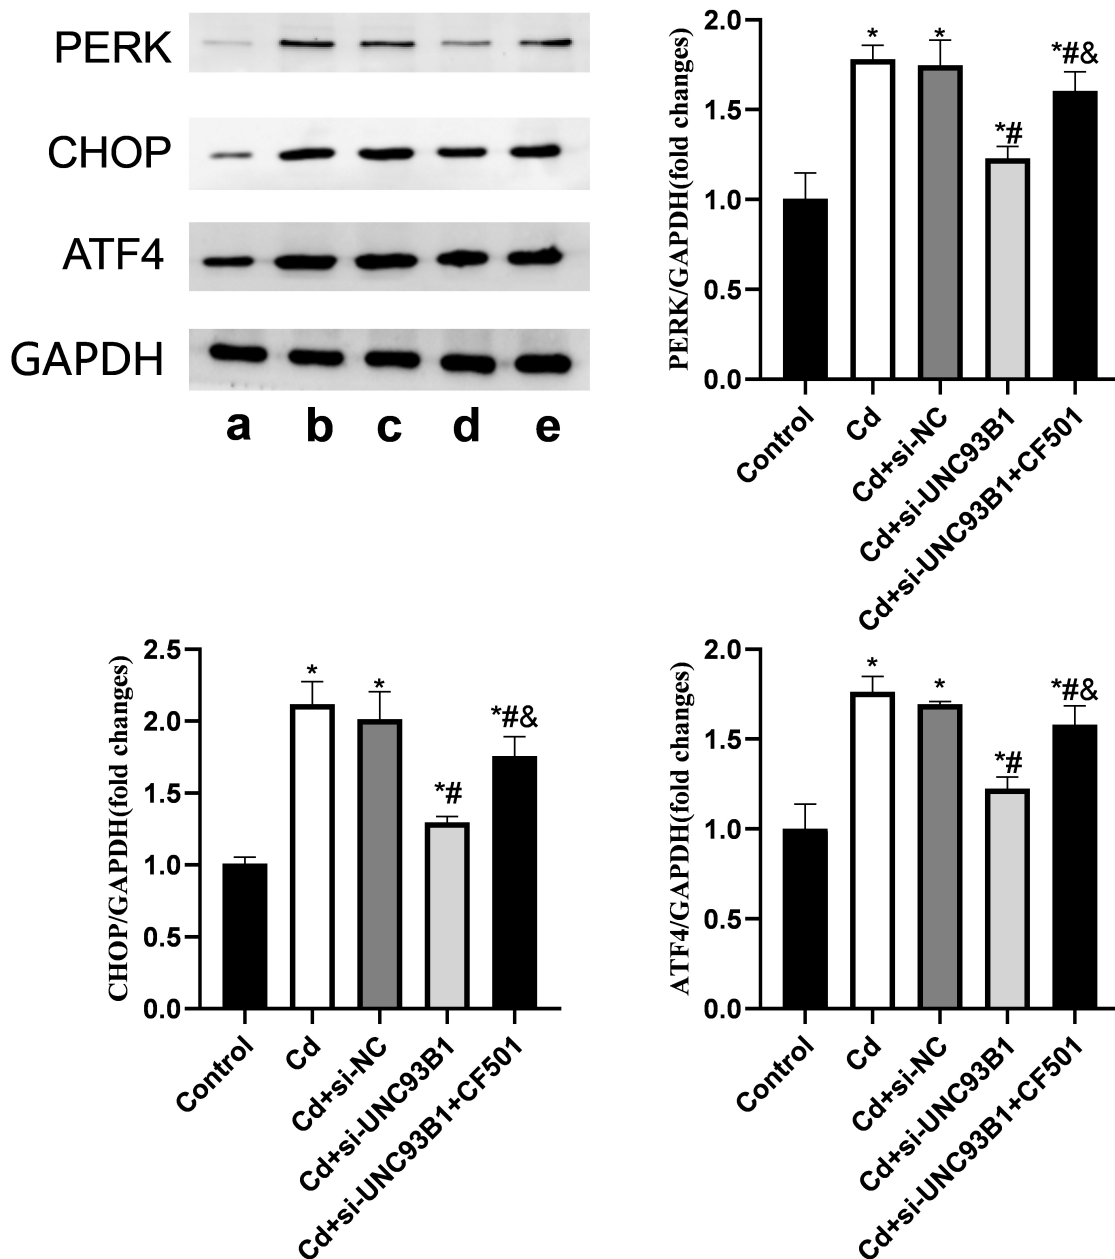 PERK
CHOP
ATF4
GAPDH
a b c d e
PERK/GAPDH(fold changes)
2.0
1.5
1.0
0.5
0.0
*
*
*#
*#&
Control
Cd
Cd+si-NC
Cd+si-UNC93B1
Cd+si-UNC93B1+CF501
CHOP/GAPDH(fold changes)
2.5
2.0
1.5
1.0
0.5
0.0
*
*
*#
*#&
Control
Cd
Cd+si-NC
Cd+si-UNC93B1
Cd+si-UNC93B1+CF501
ATF4/GAPDH(fold changes)
2.0
1.5
1.0
0.5
0.0
*
*
*#
*#&
Control
Cd
Cd+si-NC
Cd+si-UNC93B1
Cd+si-UNC93B1+CF501